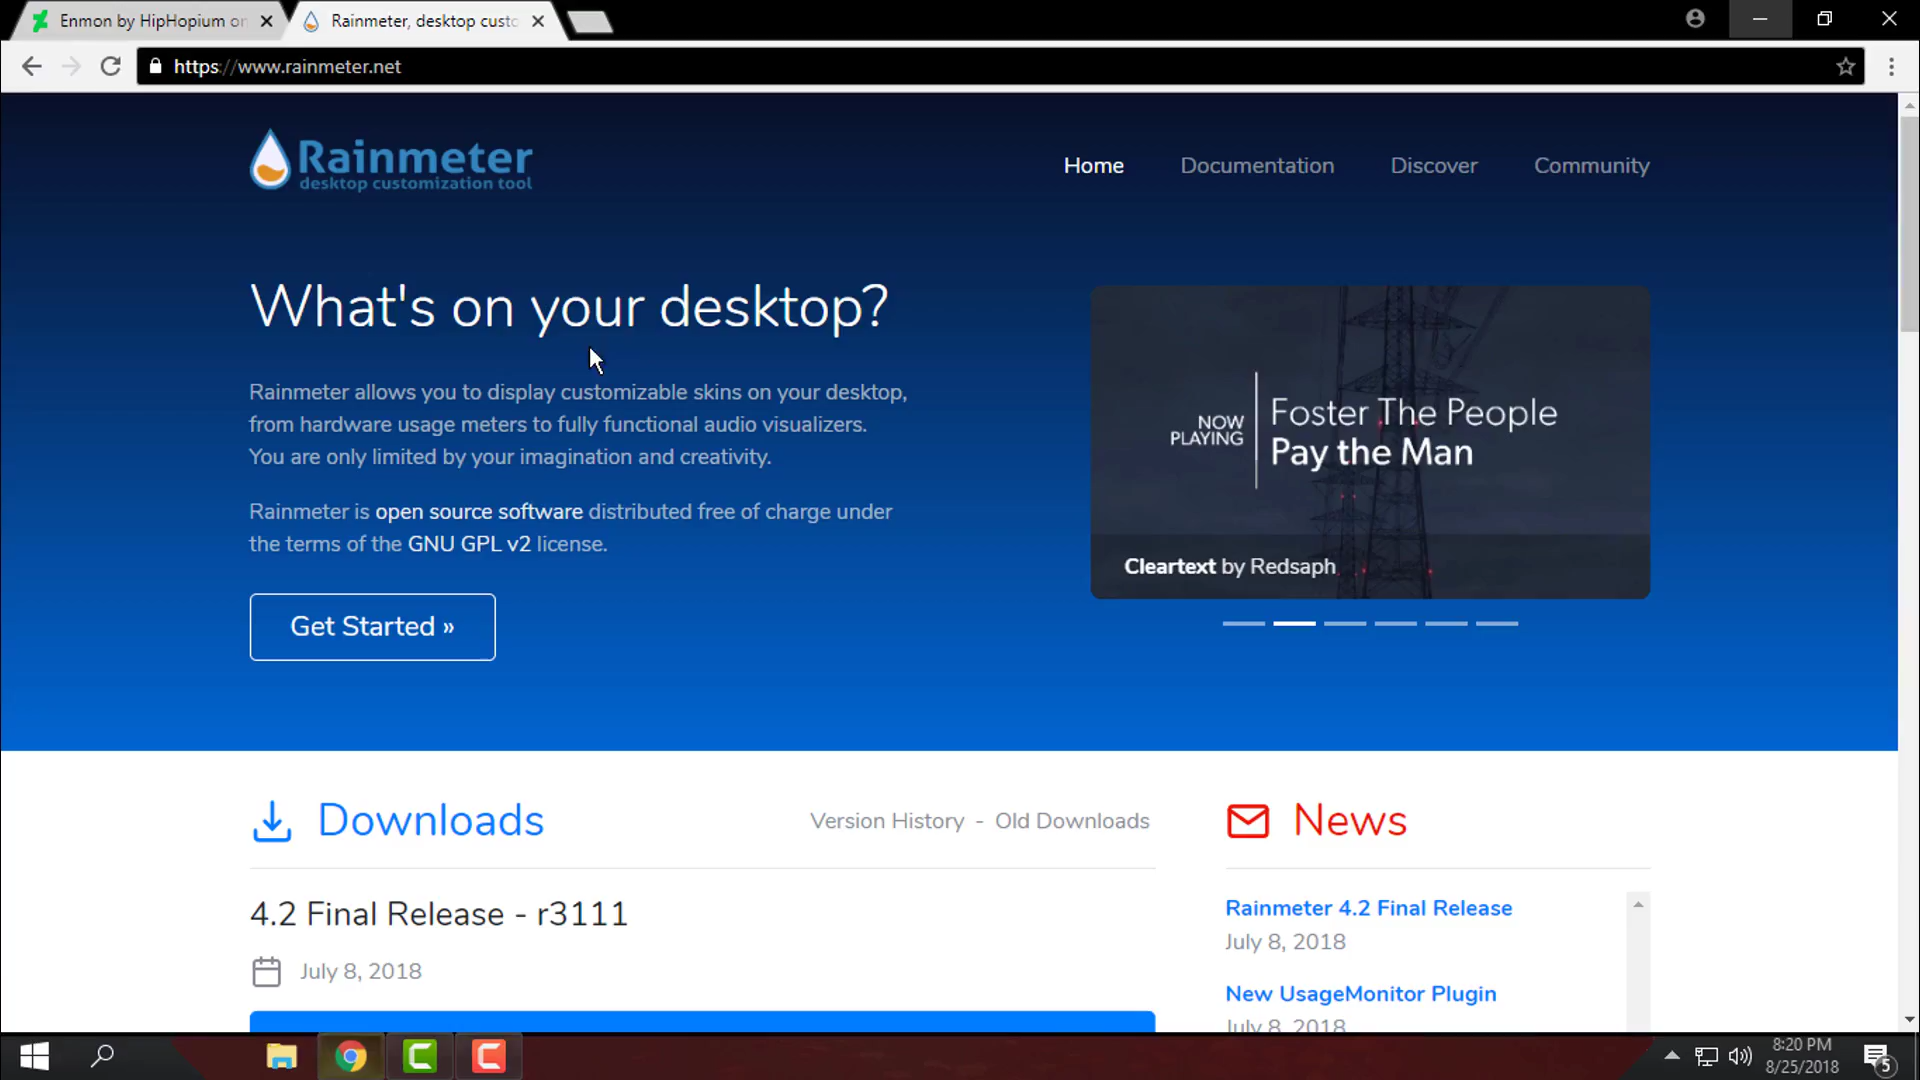 Enmon by HipHopium on
Rainmeter, desktop custo
https://www.rainmeter.net
Rainmeter
desktop customization tool
Home
Documentation
Discover
Community
What's on your desktop?
Rainmeter allows you to display customizable skins on your desktop,
from hardware usage meters to fully functional audio visualizers.
You are only limited by your imagination and creativity.
Rainmeter is open source software distributed free of charge under
the terms of the GNU GPL v2 license.
Get Started »
NOW
PLAYING
Foster The People
Pay the Man
Cleartext by Redsaph
Downloads
Version History - Old Downloads
4.2 Final Release - r3111
July 8, 2018
News
Rainmeter 4.2 Final Release
July 8, 2018
New UsageMonitor Plugin
July 8, 2018
8:20 PM
8/25/2018
5